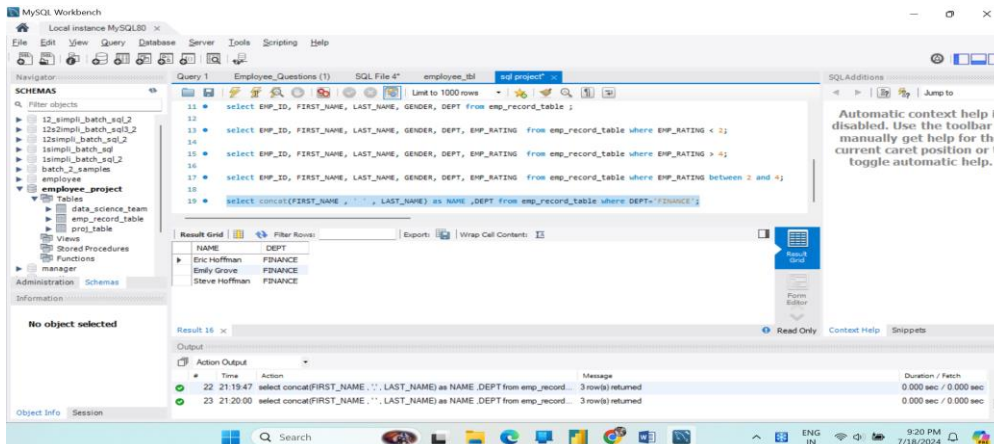 MySQL Workbench
Local instance MySQL80 ×
File Edit View Query Database Server Tools Scripting Help
Navigator
SCHEMAS
Filter objects
12_simpli_batch_sql_2
12s2impli_batch_sql3_2
12simpli_batch_sql_2
1simpli_batch_sql
1simpli_batch_sql_2
batch_2_samples
employee
employee_project
Tables
data_science_team
emp_record_table
proj_table
Views
Stored Procedures
Functions
manager
Administration Schemas
Information
No object selected
Object Info Session
Query 1 Employee_Questions (1) SQL File 4* employee_tbl sql project* ×
Limit to 1000 rows
11 select EMP_ID, FIRST_NAME, LAST_NAME, GENDER, DEPT from emp_record_table ;
12
13 select EMP_ID, FIRST_NAME, LAST_NAME, GENDER, DEPT, EMP_RATING from emp_record_table where EMP_RATING < 2;
14
15 select EMP_ID, FIRST_NAME, LAST_NAME, GENDER, DEPT, EMP_RATING from emp_record_table where EMP_RATING > 4;
16
17 select EMP_ID, FIRST_NAME, LAST_NAME, GENDER, DEPT, EMP_RATING from emp_record_table where EMP_RATING between 2 and 4;
18
19 select concat(FIRST_NAME , ' ' , LAST_NAME) as NAME ,DEPT from emp_record_table where DEPT='FINANCE';
Result Grid Filter Rows: Export: Wrap Cell Content:
NAME DEPT
Eric Hoffman FINANCE
Emily Grove FINANCE
Steve Hoffman FINANCE
Result Grid
Form Editor
Result 16 × Read Only
Output
Action Output
# Time Action Message Duration / Fetch
22 21:19:47 select concat(FIRST_NAME , ',' , LAST_NAME) as NAME ,DEPT from emp_record... 3 row(s) returned 0.000 sec / 0.000 sec
23 21:20:00 select concat(FIRST_NAME , ' ' , LAST_NAME) as NAME ,DEPT from emp_record... 3 row(s) returned 0.000 sec / 0.000 sec
SQLAdditions
Jump to
Automatic context help i
disabled. Use the toolbar
manually get help for th
current caret position or
toggle automatic help.
Context Help Snippets
Search
ENG
IN
9:20 PM
7/18/2024